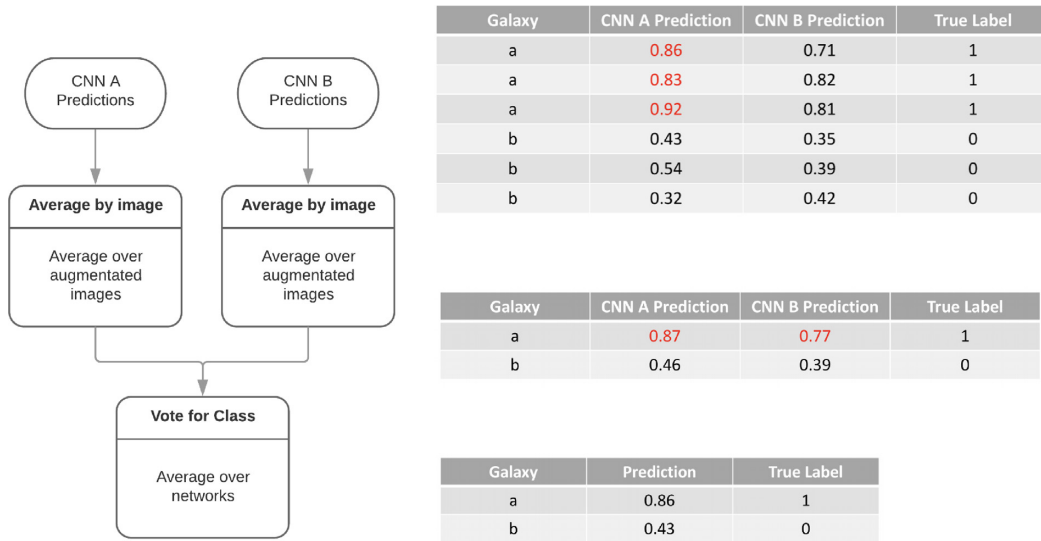 CNN A
Predictions
CNN B
Predictions
Average by image
Average over
augmentated
images
Average by image
Average over
augmentated
images
Vote for Class
Average over
networks
Galaxy CNN A Prediction CNN B Prediction True Label
a 0.86 0.71 1
a 0.83 0.82 1
a 0.92 0.81 1
b 0.43 0.35 0
b 0.54 0.39 0
b 0.32 0.42 0
Galaxy CNN A Prediction CNN B Prediction True Label
a 0.87 0.77 1
b 0.46 0.39 0
Galaxy Prediction True Label
a 0.86 1
b 0.43 0